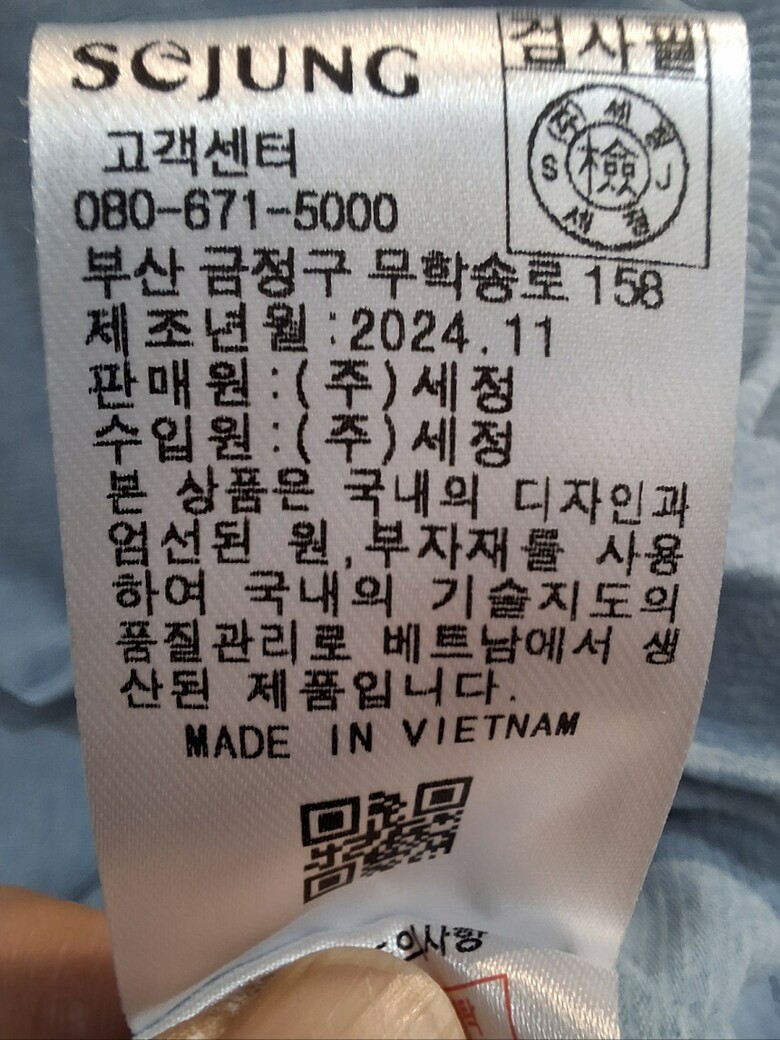 SEJUNG
검사필
(주)세정
S 檢 J
세정
고객센터
080-671-5000
부산 금정구 무학송로 158
제조년월:2024.11
판매원:(주)세정
수입원:(주)세정
본 상품은 국내의 디자인과
엄선된 원,부자재를 사용
하여 국내의 기술지도의
품질관리로 베트남에서 생
산된 제품입니다.
MADE IN VIETNAM
의사항